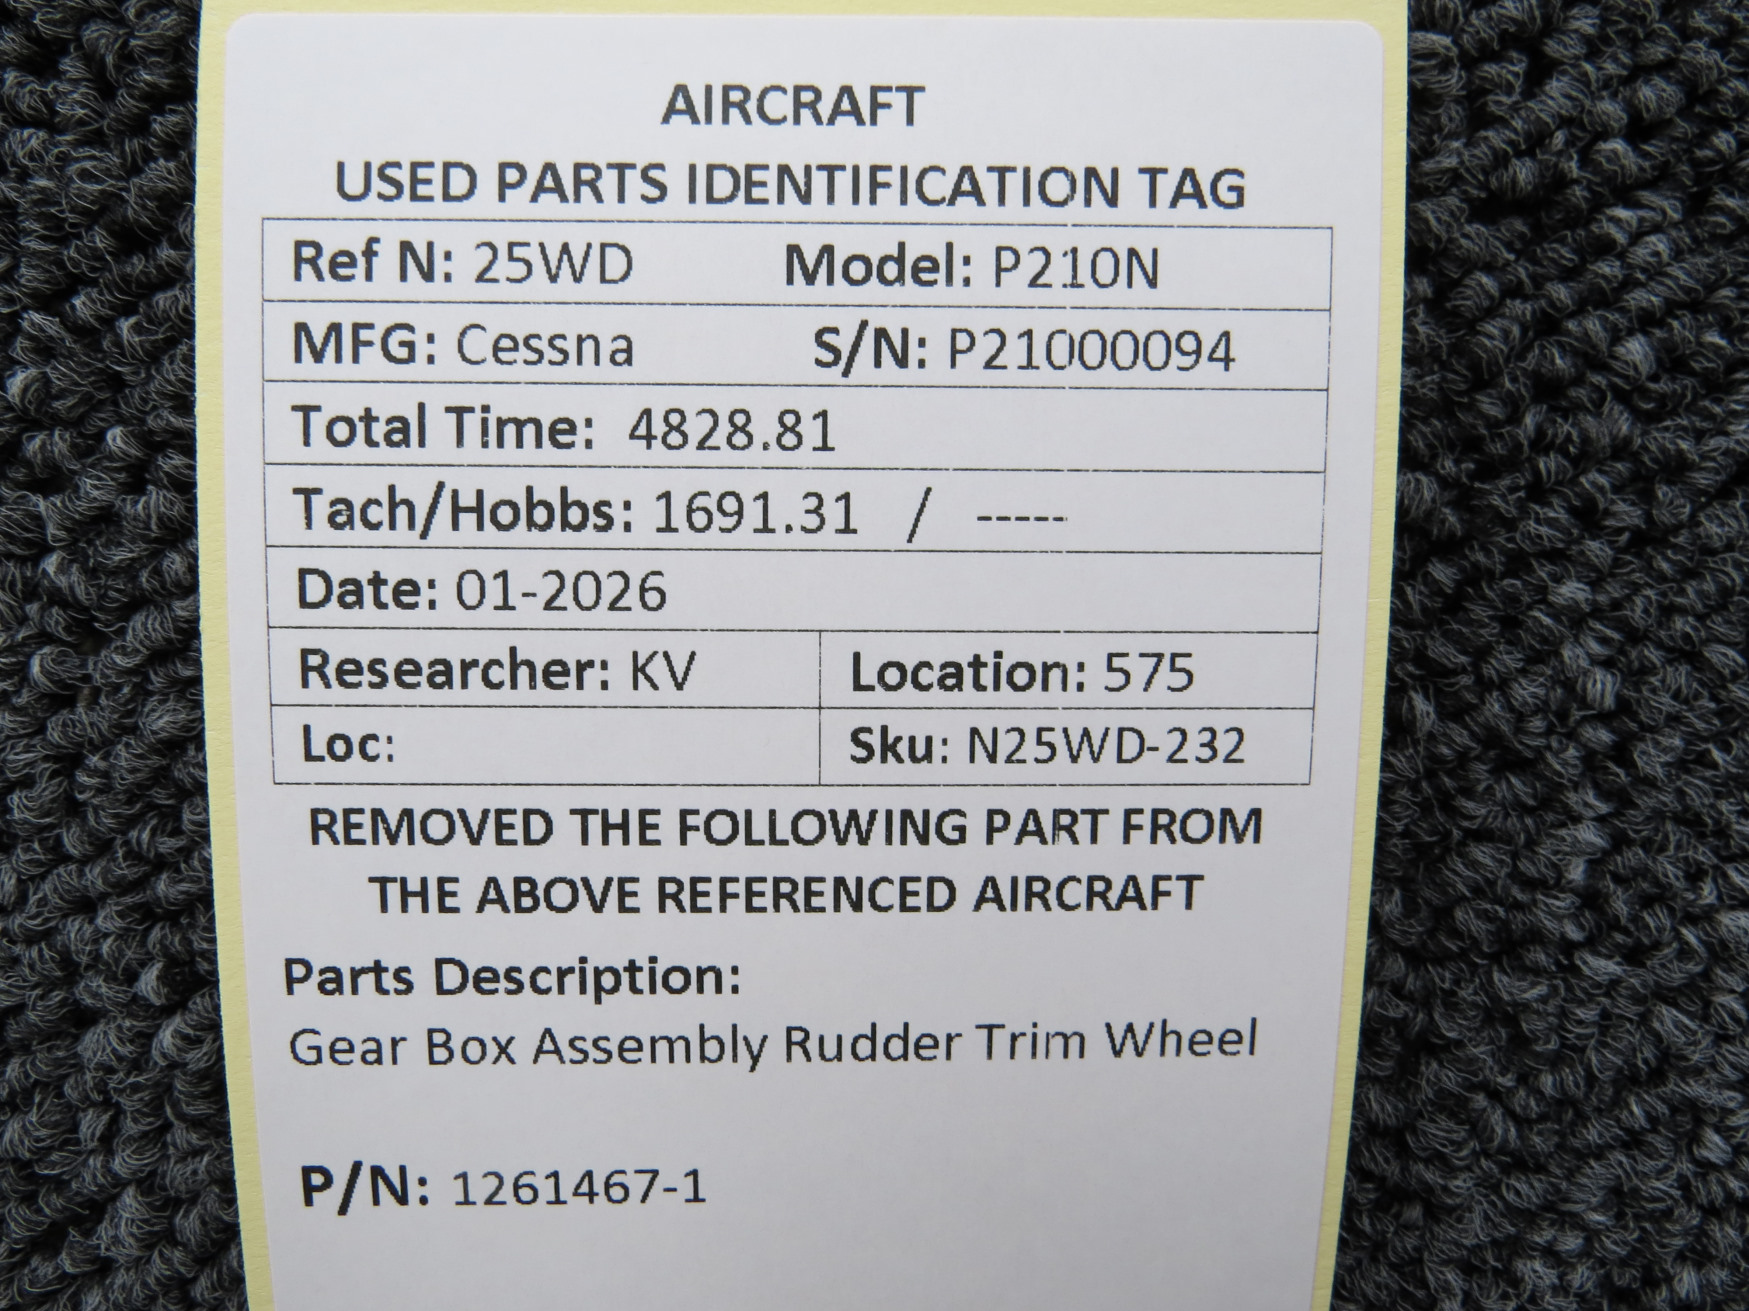 AIRCRAFT
USED PARTS IDENTIFICATION TAG
Ref N: 25WD Model: P210N
MFG: Cessna S/N: P21000094
Total Time: 4828.81
Tach/Hobbs: 1691.31 / -----
Date: 01-2026
Researcher: KV Location: 575
Loc: Sku: N25WD-232
REMOVED THE FOLLOWING PART FROM
THE ABOVE REFERENCED AIRCRAFT
Parts Description:
Gear Box Assembly Rudder Trim Wheel
P/N: 1261467-1